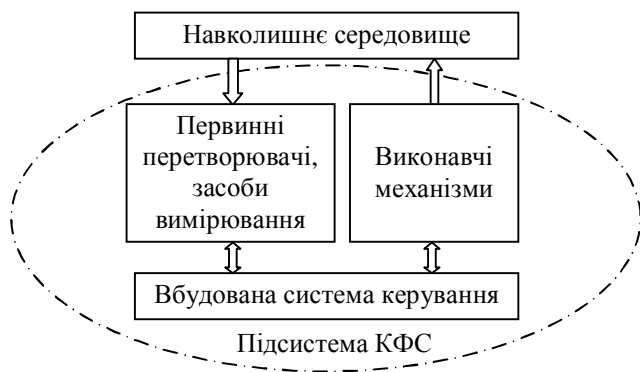 Навколишнє середовище
Первинні
перетворювачі,
засоби
вимірювання
Виконавчі
механізми
Вбудована система керування
Підсистема КФС